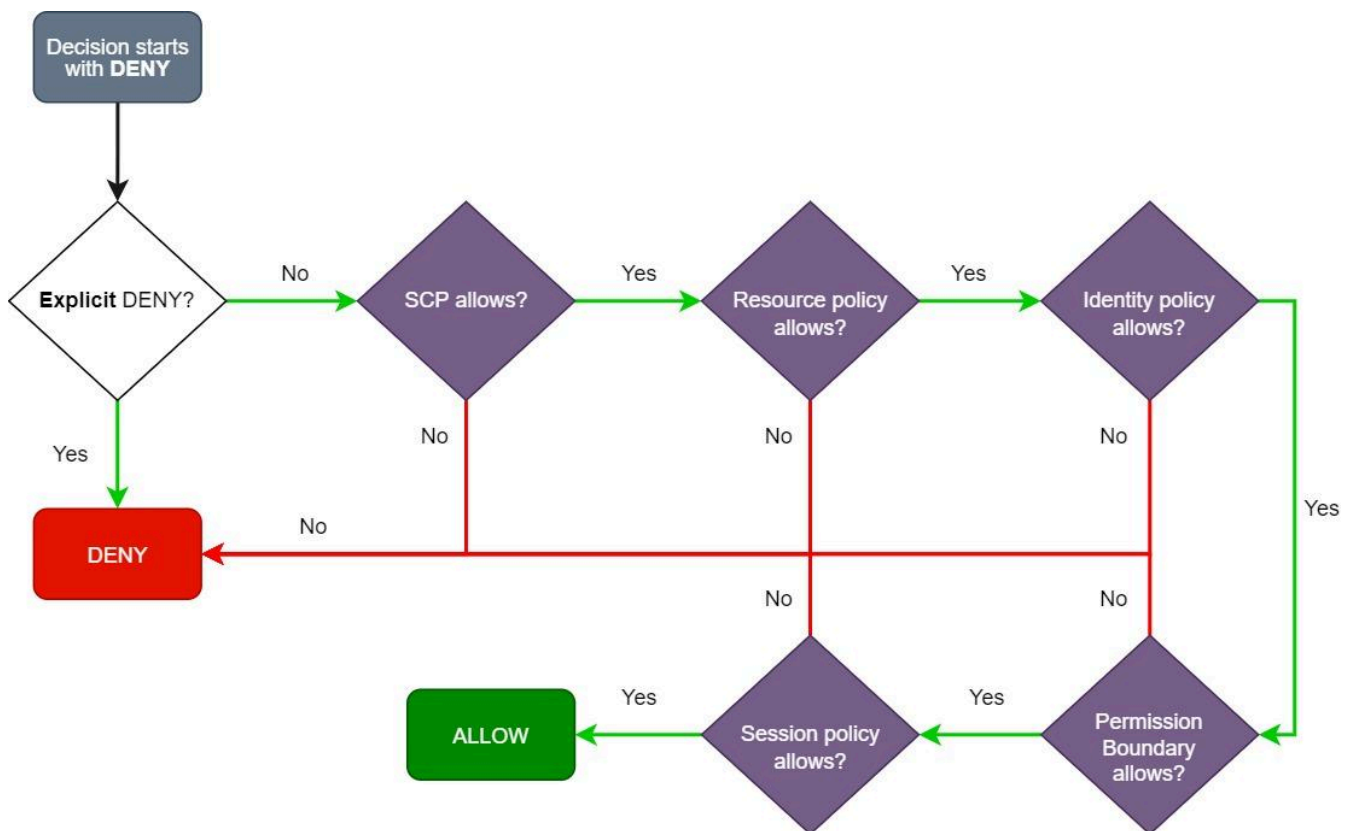 Decision starts
with DENY
Explicit DENY?
No
SCP allows?
Yes
Resource policy
allows?
Yes
Identity policy
allows?
Yes
No
No
No
Yes
DENY
No
No
No
ALLOW
Yes
Session policy
allows?
Yes
Permission
Boundary
allows?